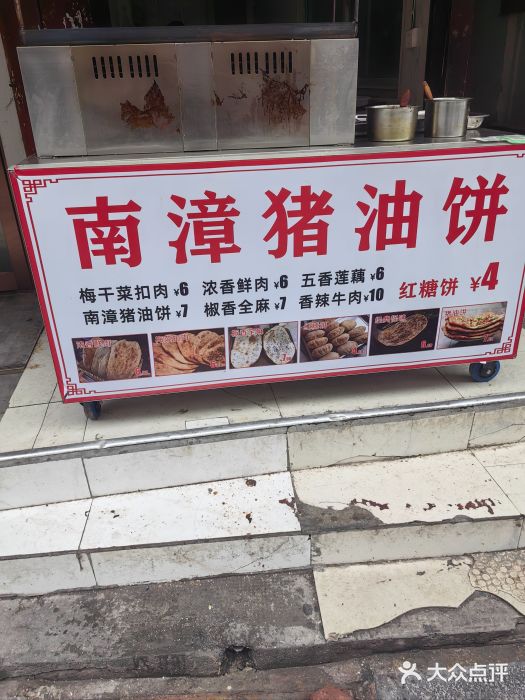 南漳猪油饼
梅干菜扣肉 ¥6 浓香鲜肉 ¥6 五香莲藕 ¥6
南漳猪油饼 ¥7 椒香全麻 ¥7 香辣牛肉 ¥10
红糖饼 ¥4
大众点评